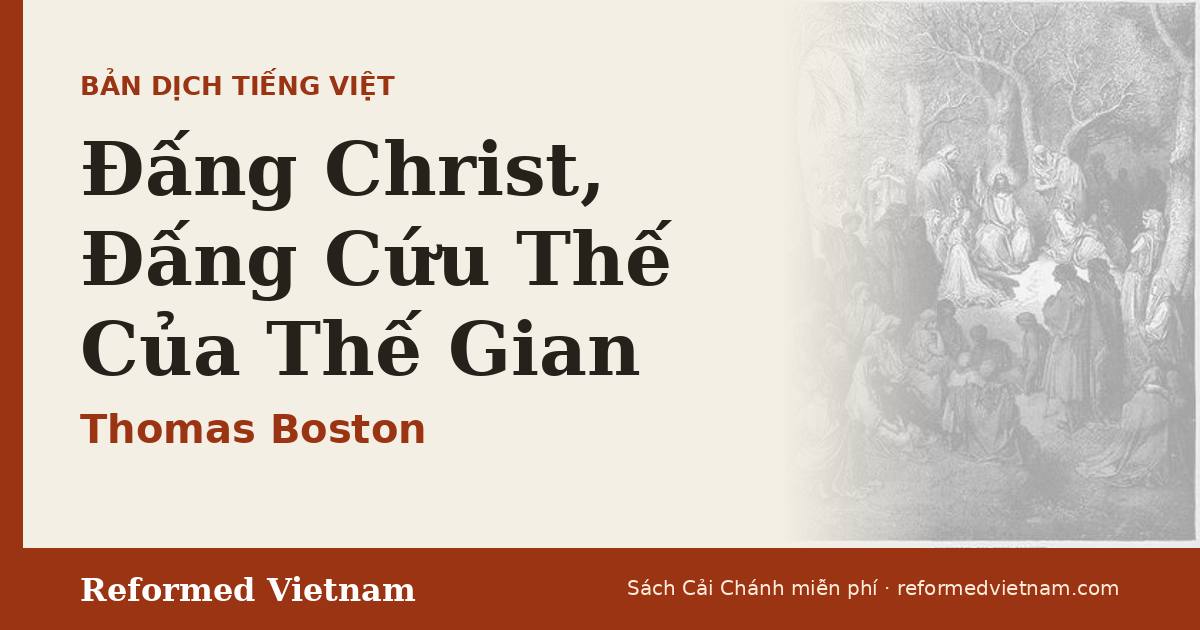 BẢN DỊCH TIẾNG VIỆT
Đấng Christ,
Đấng Cứu Thế
Của Thế Gian
Thomas Boston
Reformed Vietnam
Sách Cải Chánh miễn phí · reformedvietnam.com